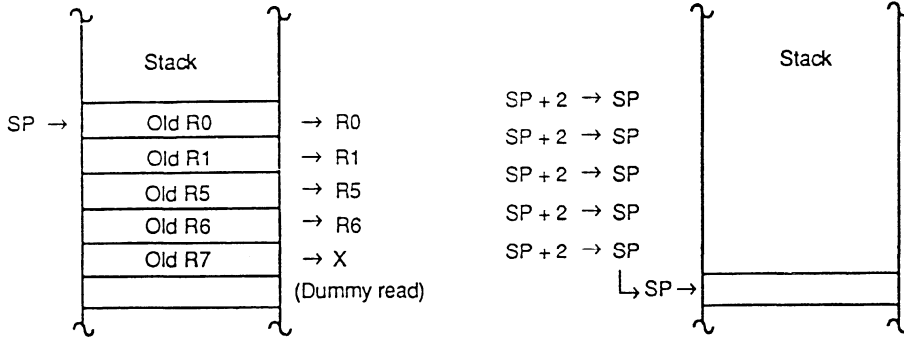 Stack
SP → Old R0 → R0
Old R1 → R1
Old R5 → R5
Old R6 → R6
Old R7 → X
(Dummy read)
Stack
SP + 2 → SP
SP + 2 → SP
SP + 2 → SP
SP + 2 → SP
SP + 2 → SP
SP →